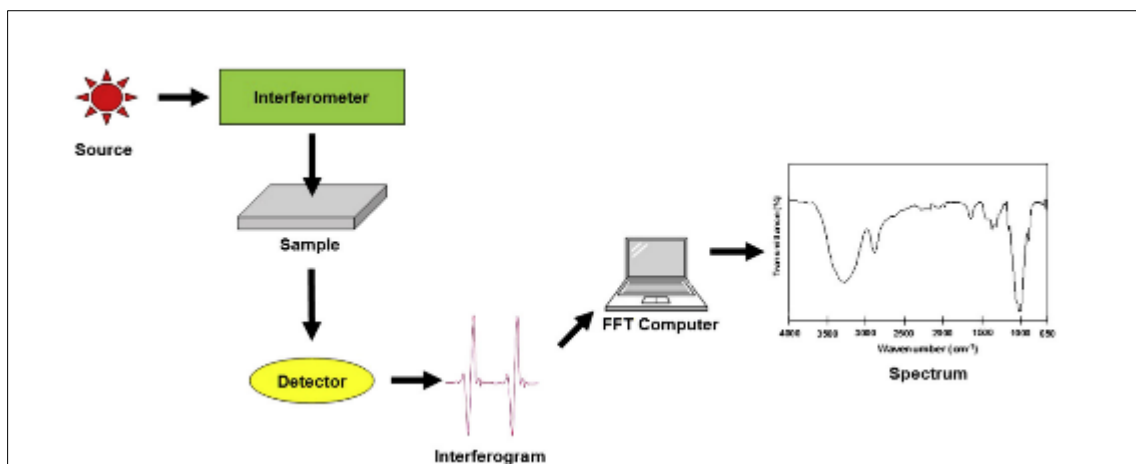 Interferometer
Source
Sample
Detector
Interferogram
FFT Computer
Transmittance (%)
4000 3500 3000 2500 2000 1500 1000 650
Wavenumber (cm⁻¹)
Spectrum